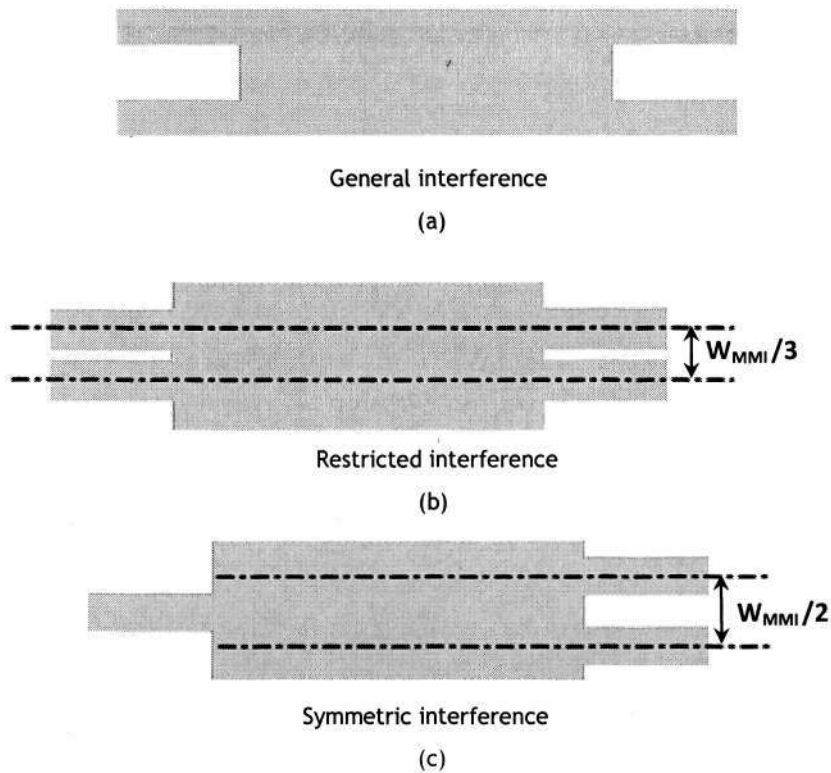 General interference
(a)
W_MMI/3
Restricted interference
(b)
W_MMI/2
Symmetric interference
(c)